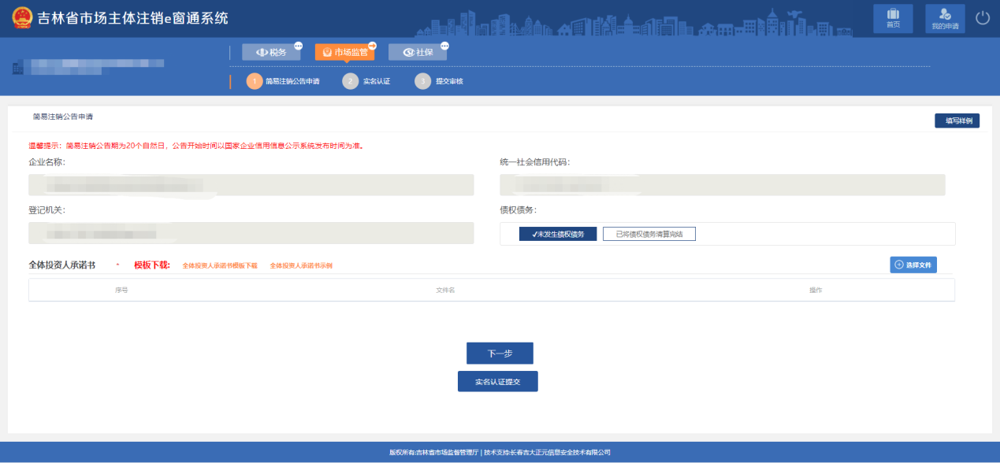 吉林省市场主体注销e窗通系统
首页
我的申请
税务
市场监管
社保
1 简易注销公告申请
2 实名认证
3 提交审核
简易注销公告申请
填写样例
温馨提示：简易注销公告期为20个自然日，公告开始时间以国家企业信用信息公示系统发布时间为准。
企业名称：
统一社会信用代码：
登记机关：
债权债务：
✓未发生债权债务
已将债权债务清算完结
全体投资人承诺书 * 模板下载: 全体投资人承诺书模板下载 全体投资人承诺书示例
选择文件
序号 文件名 操作
下一步
实名认证提交
版权所有:吉林省市场监督管理厅 | 技术支持:长春吉大正元信息安全技术有限公司